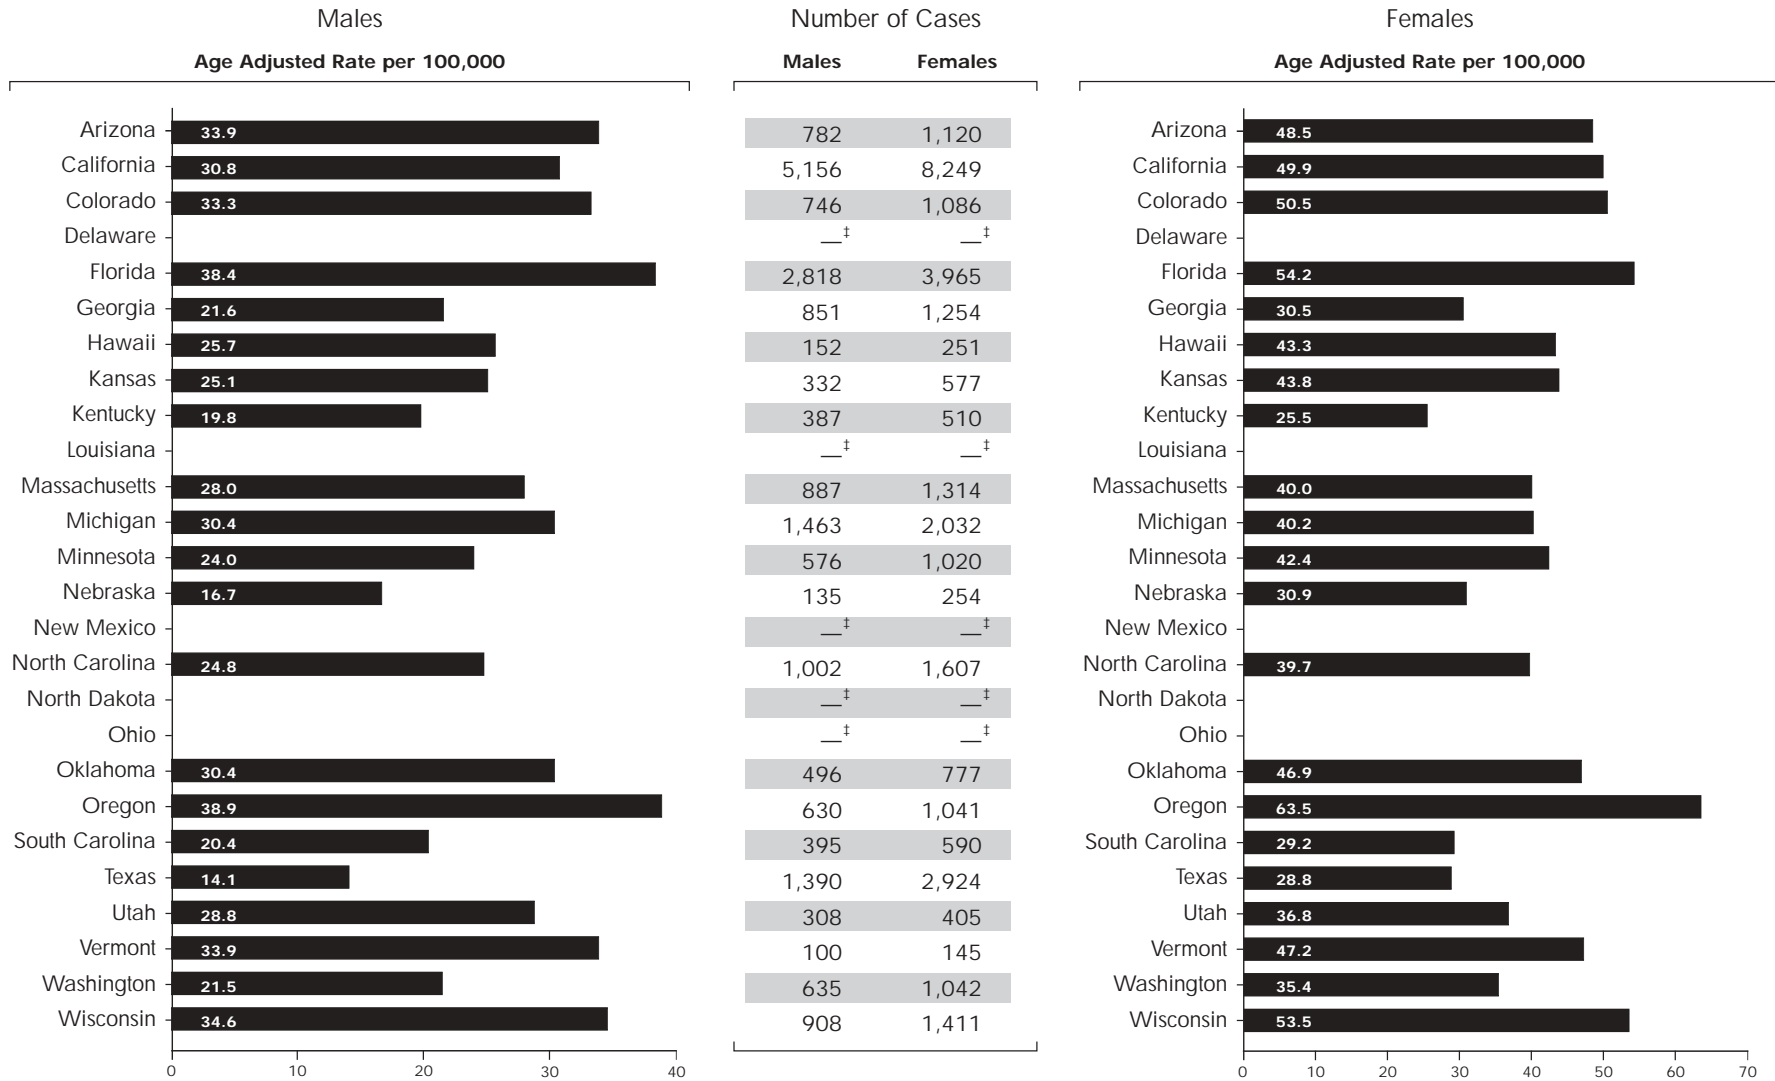 Males Number of Cases Females
Age Adjusted Rate per 100,000 Males Females Age Adjusted Rate per 100,000
Arizona 33.9 782 1,120 Arizona 48.5
California 30.8 5,156 8,249 California 49.9
Colorado 33.3 746 1,086 Colorado 50.5
Delaware —‡ —‡ Delaware
Florida 38.4 2,818 3,965 Florida 54.2
Georgia 21.6 851 1,254 Georgia 30.5
Hawaii 25.7 152 251 Hawaii 43.3
Kansas 25.1 332 577 Kansas 43.8
Kentucky 19.8 387 510 Kentucky 25.5
Louisiana —‡ —‡ Louisiana
Massachusetts 28.0 887 1,314 Massachusetts 40.0
Michigan 30.4 1,463 2,032 Michigan 40.2
Minnesota 24.0 576 1,020 Minnesota 42.4
Nebraska 16.7 135 254 Nebraska 30.9
New Mexico —‡ —‡ New Mexico
North Carolina 24.8 1,002 1,607 North Carolina 39.7
North Dakota —‡ —‡ North Dakota
Ohio —‡ —‡ Ohio
Oklahoma 30.4 496 777 Oklahoma 46.9
Oregon 38.9 630 1,041 Oregon 63.5
South Carolina 20.4 395 590 South Carolina 29.2
Texas 14.1 1,390 2,924 Texas 28.8
Utah 28.8 308 405 Utah 36.8
Vermont 33.9 100 145 Vermont 47.2
Washington 21.5 635 1,042 Washington 35.4
Wisconsin 34.6 908 1,411 Wisconsin 53.5
0 10 20 30 40 0 10 20 30 40 50 60 70